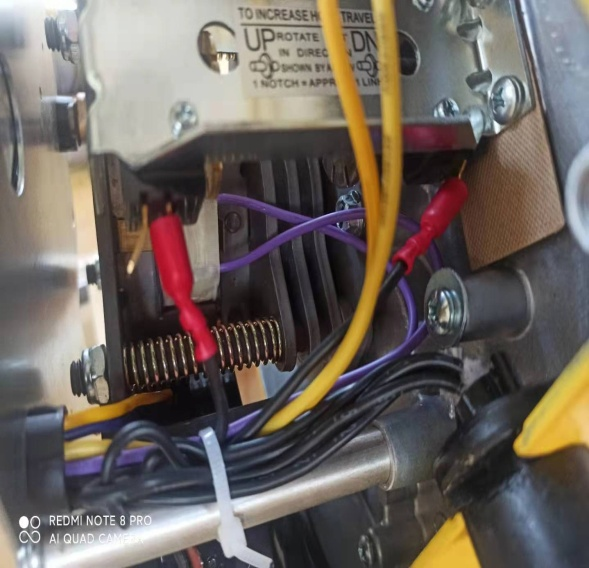 TO INCREASE TRAVEL
UP ROTATE DN
IN DIREC
SHOWN BY
1 NOTCH = APPR
REDMI NOTE 8 PRO
AI QUAD CAMERA